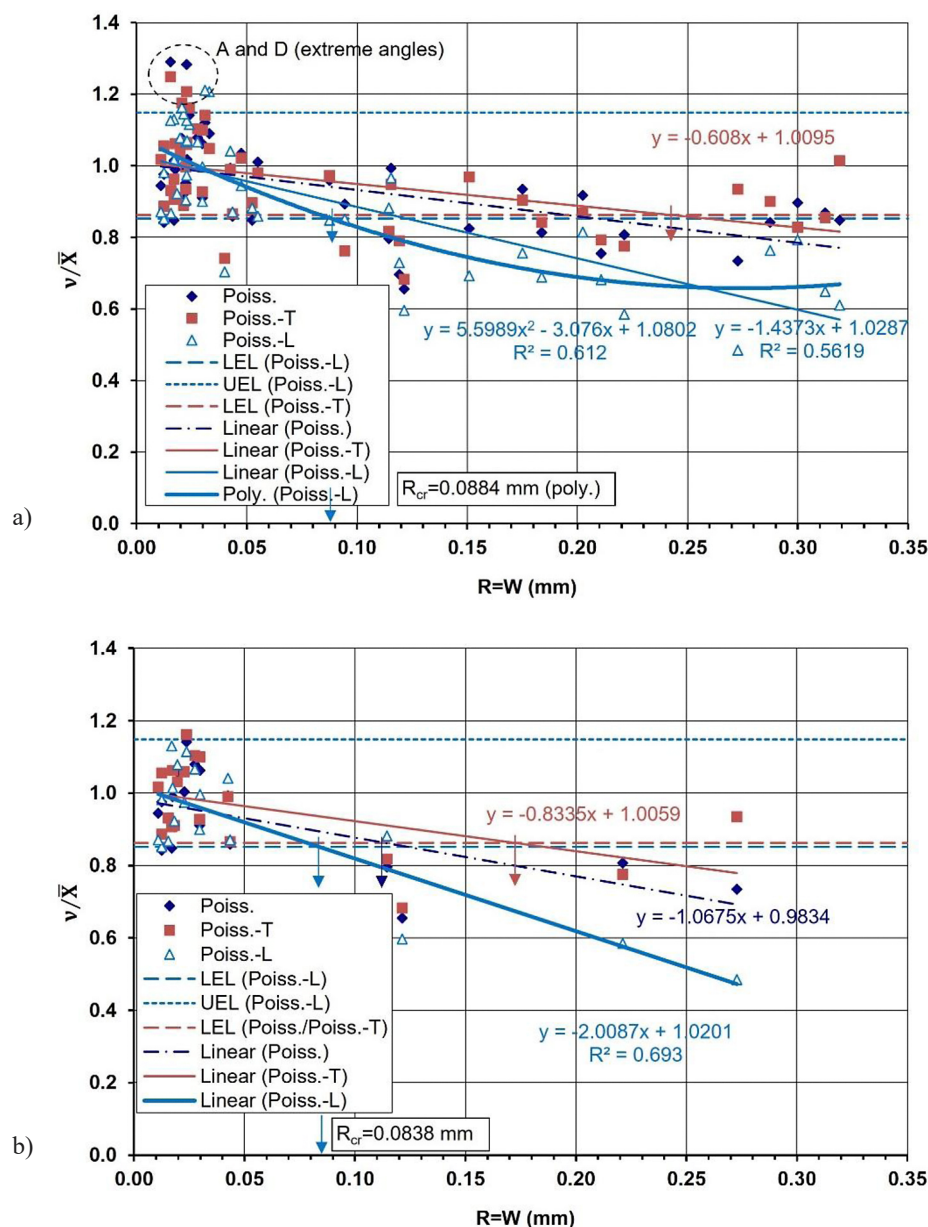 1.4
A and D (extreme angles)
1.2
y = -0.608x + 1.0095
1.0
0.8
ν/X̅
Poiss.
Poiss.-T
0.6
Poiss.-L
y = 5.5989x² - 3.076x + 1.0802
y = -1.4373x + 1.0287
LEL (Poiss.-L)
R² = 0.612
R² = 0.5619
UEL (Poiss.-L)
0.4
LEL (Poiss.-T)
Linear (Poiss.)
Linear (Poiss.-T)
0.2
Linear (Poiss.-L)
Poly. (Poiss.-L)
Rcr=0.0884 mm (poly.)
a)
0.0
0.00 0.05 0.10 0.15 0.20 0.25 0.30 0.35
R=W (mm)
1.4
1.2
1.0
y = -0.8335x + 1.0059
0.8
ν/X̅
Poiss.
y = -1.0675x + 0.9834
Poiss.-T
0.6
Poiss.-L
LEL (Poiss.-L)
UEL (Poiss.-L)
0.4
LEL (Poiss./Poiss.-T)
y = -2.0087x + 1.0201
Linear (Poiss.)
R² = 0.693
Linear (Poiss.-T)
0.2
Linear (Poiss.-L)
Rcr=0.0838 mm
b)
0.0
0.00 0.05 0.10 0.15 0.20 0.25 0.30 0.35
R=W (mm)